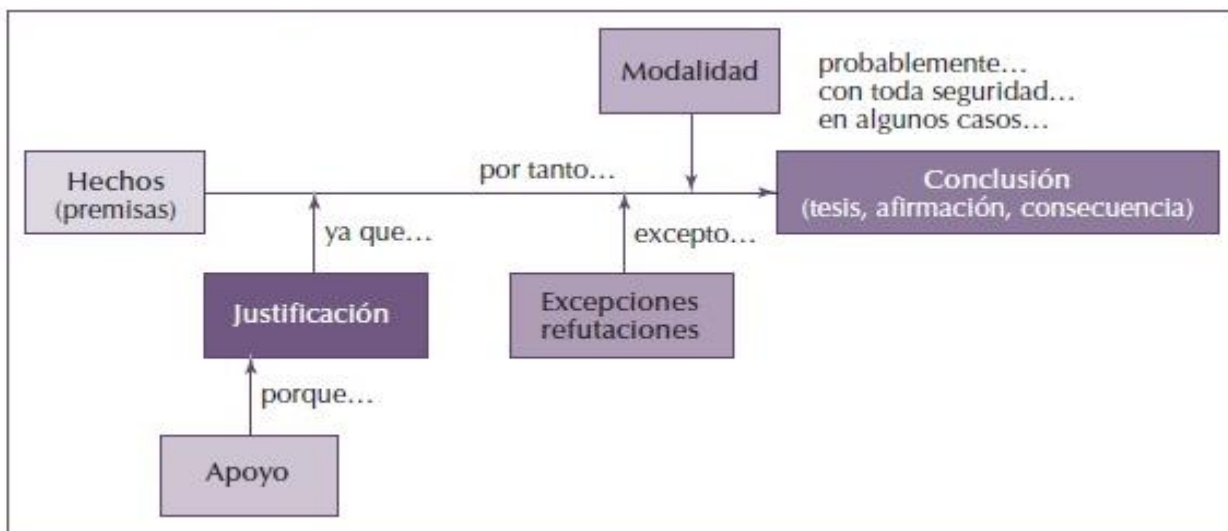 Modalidad
probablemente…
con toda seguridad…
en algunos casos…
Hechos
(premisas)
por tanto…
Conclusión
(tesis, afirmación, consecuencia)
ya que…
excepto…
Justificación
Excepciones
refutaciones
porque…
Apoyo